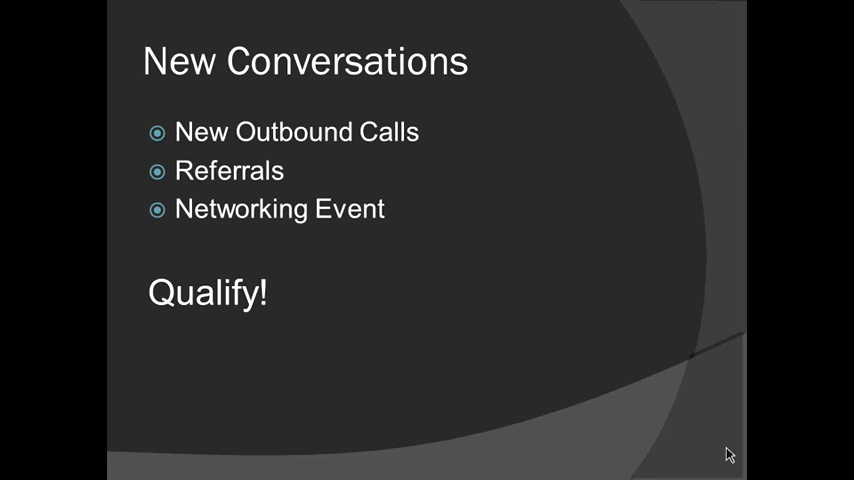 New Conversations
New Outbound Calls
Referrals
Networking Event
Qualify!